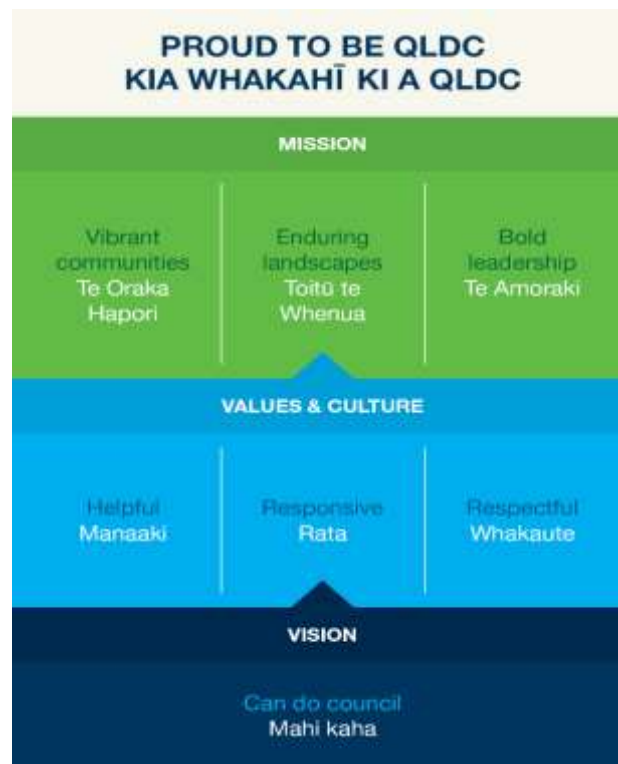 PROUD TO BE QLDC
KIA WHAKAHĪ KI A QLDC
MISSION
Vibrant
communities
Te Oraka
Hapori
Enduring
landscapes
Toitū te
Whenua
Bold
leadership
Te Amoraki
VALUES & CULTURE
Helpful
Manaaki
Responsive
Rata
Respectful
Whakaute
VISION
Can do council
Mahi kaha